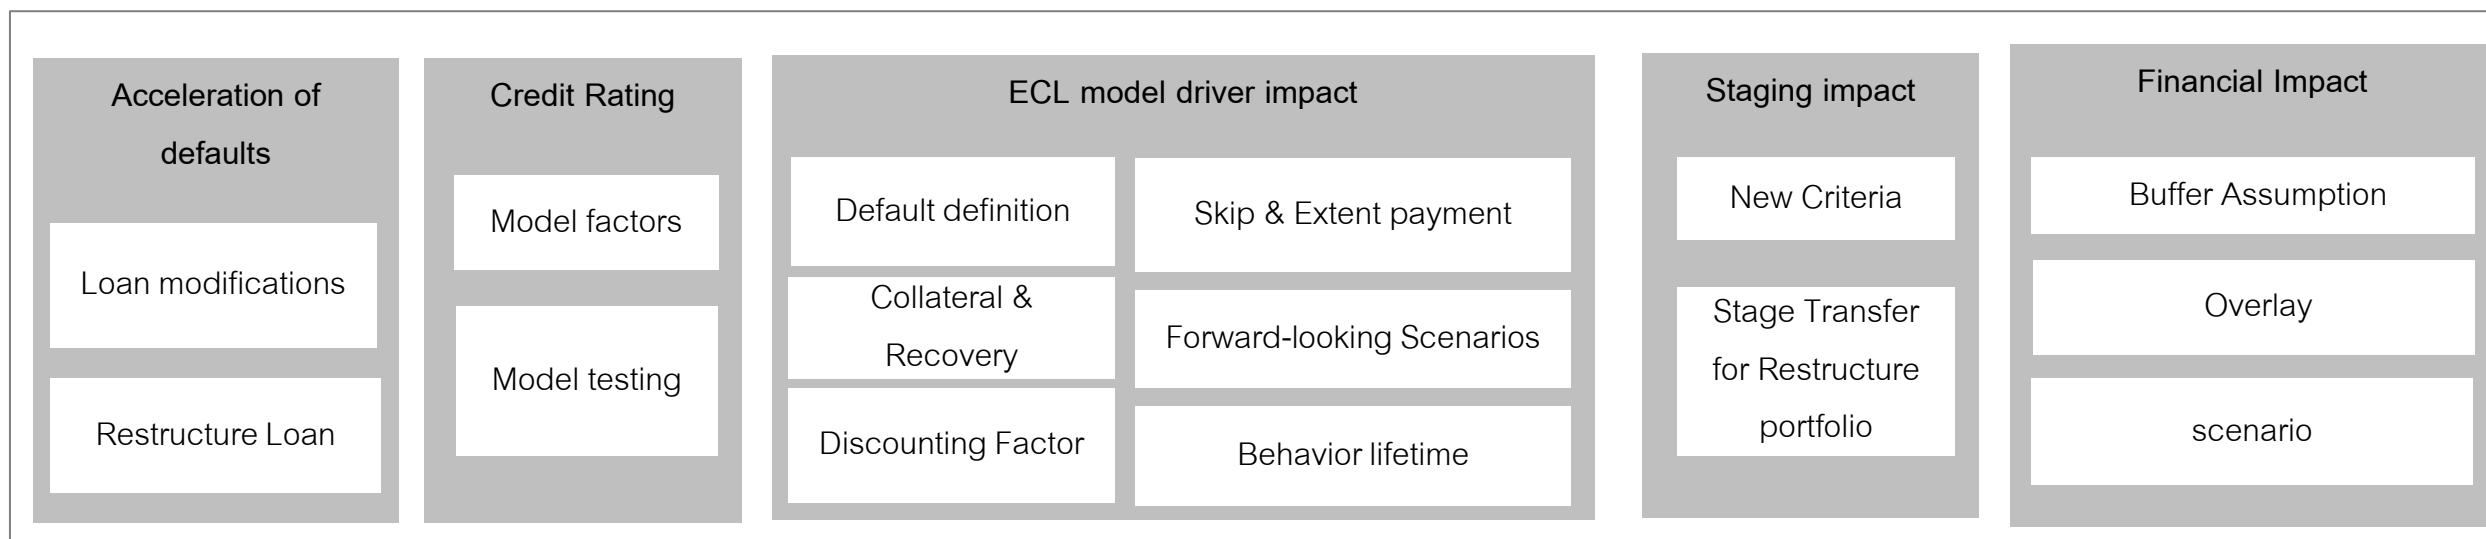 Acceleration of
defaults
Loan modifications
Restructure Loan
Credit Rating
Model factors
Model testing
ECL model driver impact
Default definition
Skip & Extent payment
Collateral &
Recovery
Forward-looking Scenarios
Discounting Factor
Behavior lifetime
Staging impact
New Criteria
Stage Transfer
for Restructure
portfolio
Financial Impact
Buffer Assumption
Overlay
scenario